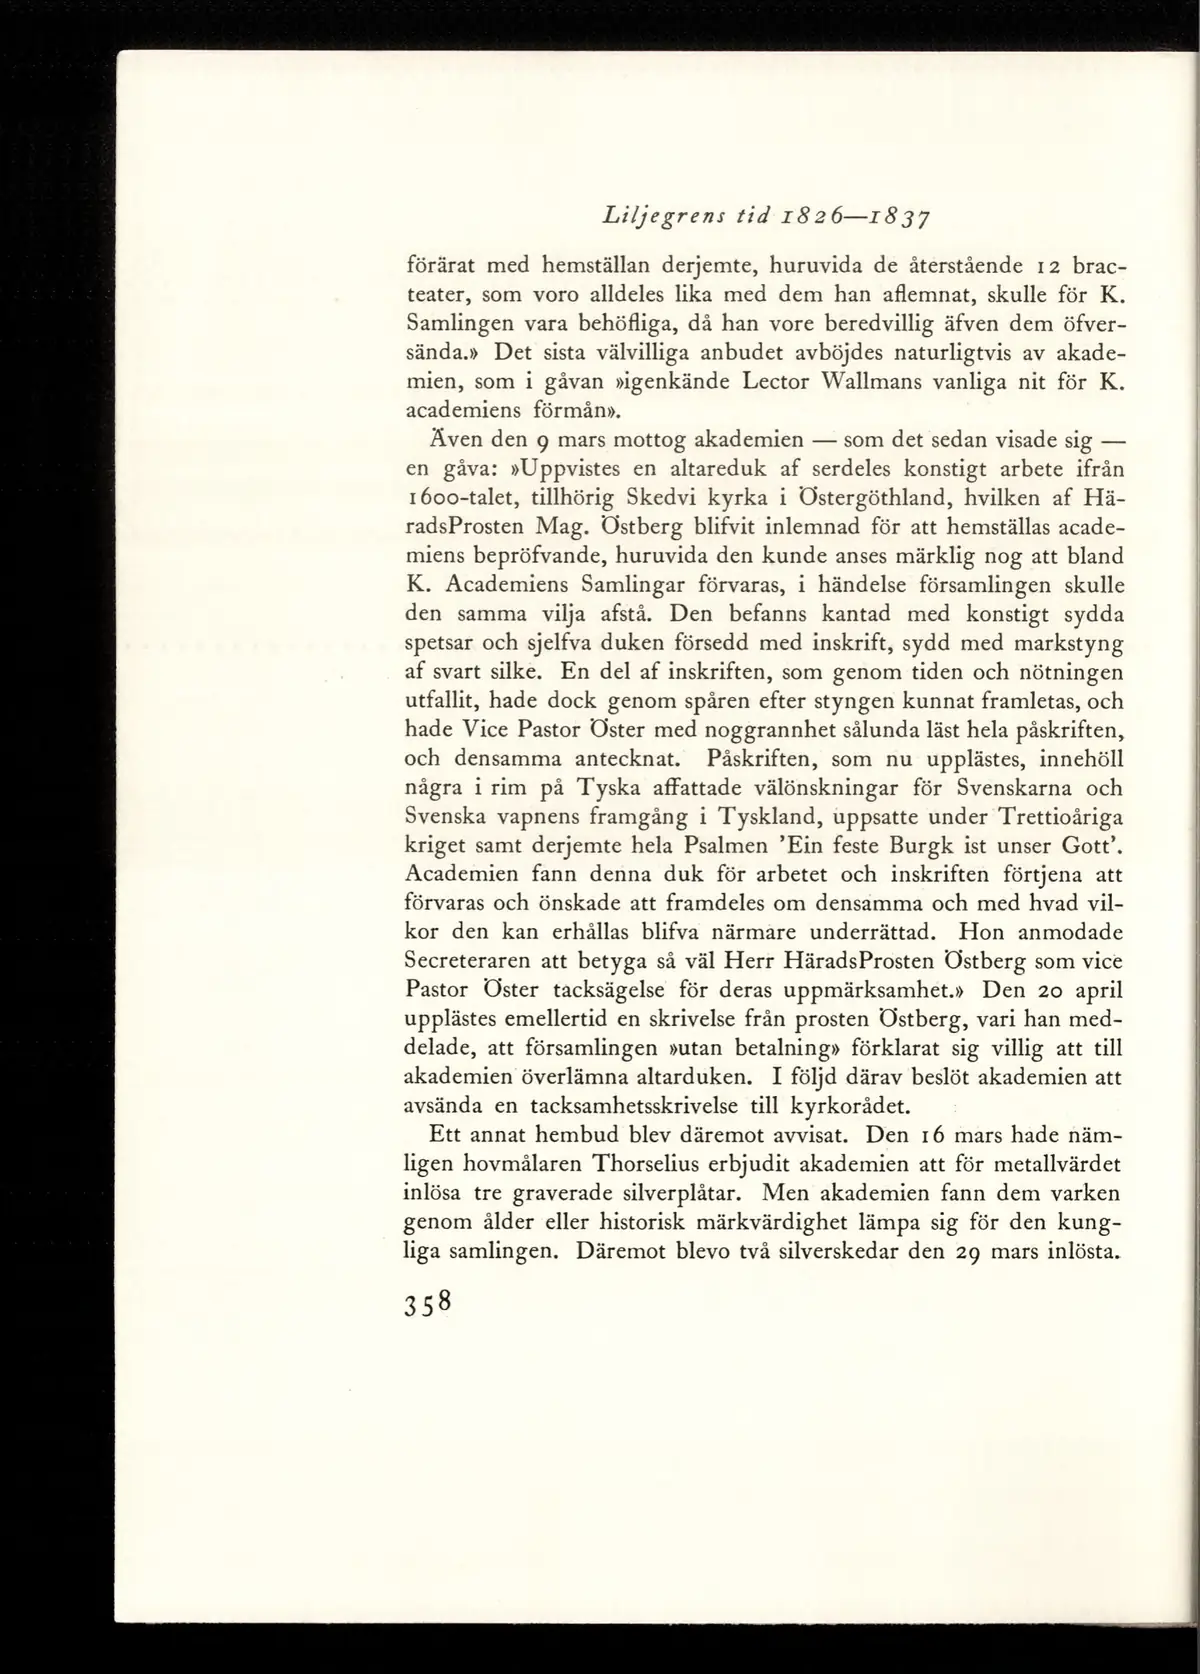 Liljegrens tid 1826—1837
förärat med hemställan derjemte, huruvida de återstående 12 brac-
teater, som voro alldeles lika med dem han aflemnat, skulle för K.
Samlingen vara behöfliga, då han vore beredvillig äfven dem öfver-
sända.» Det sista välvilliga anbudet avböjdes naturligtvis av akade-
mien, som i gåvan »igenkände Lector Wallmans vanliga nit för K.
academiens förmån».
Även den 9 mars mottog akademien — som det sedan visade sig —
en gåva: »Uppvistes en altareduk af serdeles konstigt arbete ifrån
1600-talet, tillhörig Skedvi kyrka i Östergöthland, hvilken af Hä-
radsProsten Mag. Östberg blifvit inlemnad för att hemställas acade-
miens bepröfvande, huruvida den kunde anses märklig nog att bland
K. Academiens Samlingar förvaras, i händelse församlingen skulle
den samma vilja afstå. Den befanns kantad med konstigt sydda
spetsar och sjelfva duken försedd med inskrift, sydd med markstyng
af svart silke. En del af inskriften, som genom tiden och nötningen
utfallit, hade dock genom spåren efter styngen kunnat framletas, och
hade Vice Pastor Öster med noggrannhet sålunda läst hela påskriften,
och densamma antecknat. Påskriften, som nu upplästes, innehöll
några i rim på Tyska affattade välönskningar för Svenskarna och
Svenska vapnens framgång i Tyskland, uppsatte under Trettioåriga
kriget samt derjemte hela Psalmen 'Ein feste Burgk ist unser Gott'.
Academien fann denna duk för arbetet och inskriften förtjena att
förvaras och önskade att framdeles om densamma och med hvad vil-
kor den kan erhållas blifva närmare underrättad. Hon anmodade
Secreteraren att betyga så väl Herr HäradsProsten Östberg som vice
Pastor Öster tacksägelse för deras uppmärksamhet.» Den 20 april
upplästes emellertid en skrivelse från prosten Östberg, vari han med-
delade, att församlingen »utan betalning» förklarat sig villig att till
akademien överlämna altarduken. I följd därav beslöt akademien att
avsända en tacksamhetsskrivelse till kyrkorådet.
Ett annat hembud blev däremot avvisat. Den 16 mars hade näm-
ligen hovmålaren Thorselius erbjudit akademien att för metallvärdet
inlösa tre graverade silverplåtar. Men akademien fann dem varken
genom ålder eller historisk märkvärdighet lämpa sig för den kung-
liga samlingen. Däremot blevo två silverskedar den 29 mars inlösta.
358